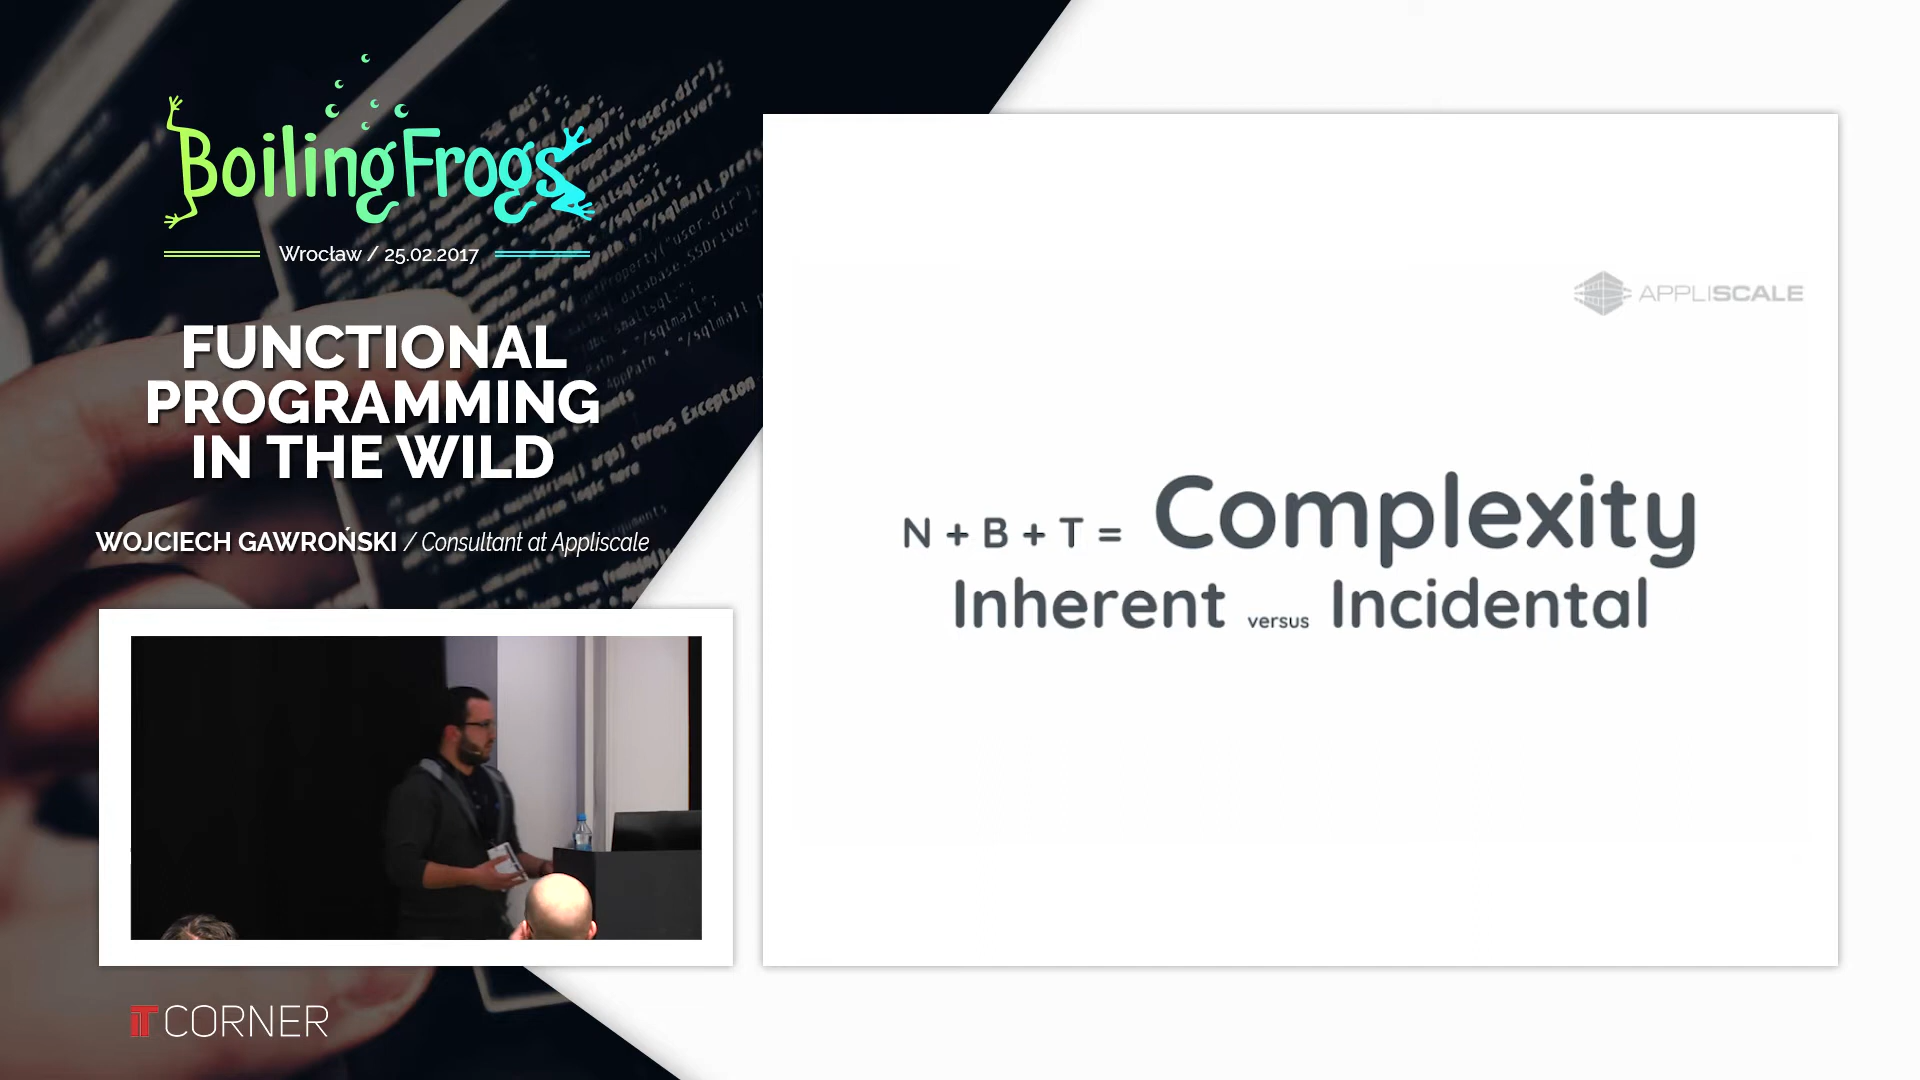 BoilingFrogs
Wrocław / 25.02.2017
FUNCTIONAL
PROGRAMMING
IN THE WILD
WOJCIECH GAWROŃSKI / Consultant at Appliscale
APPLISCALE
N + B + T = Complexity
Inherent versus Incidental
IT CORNER